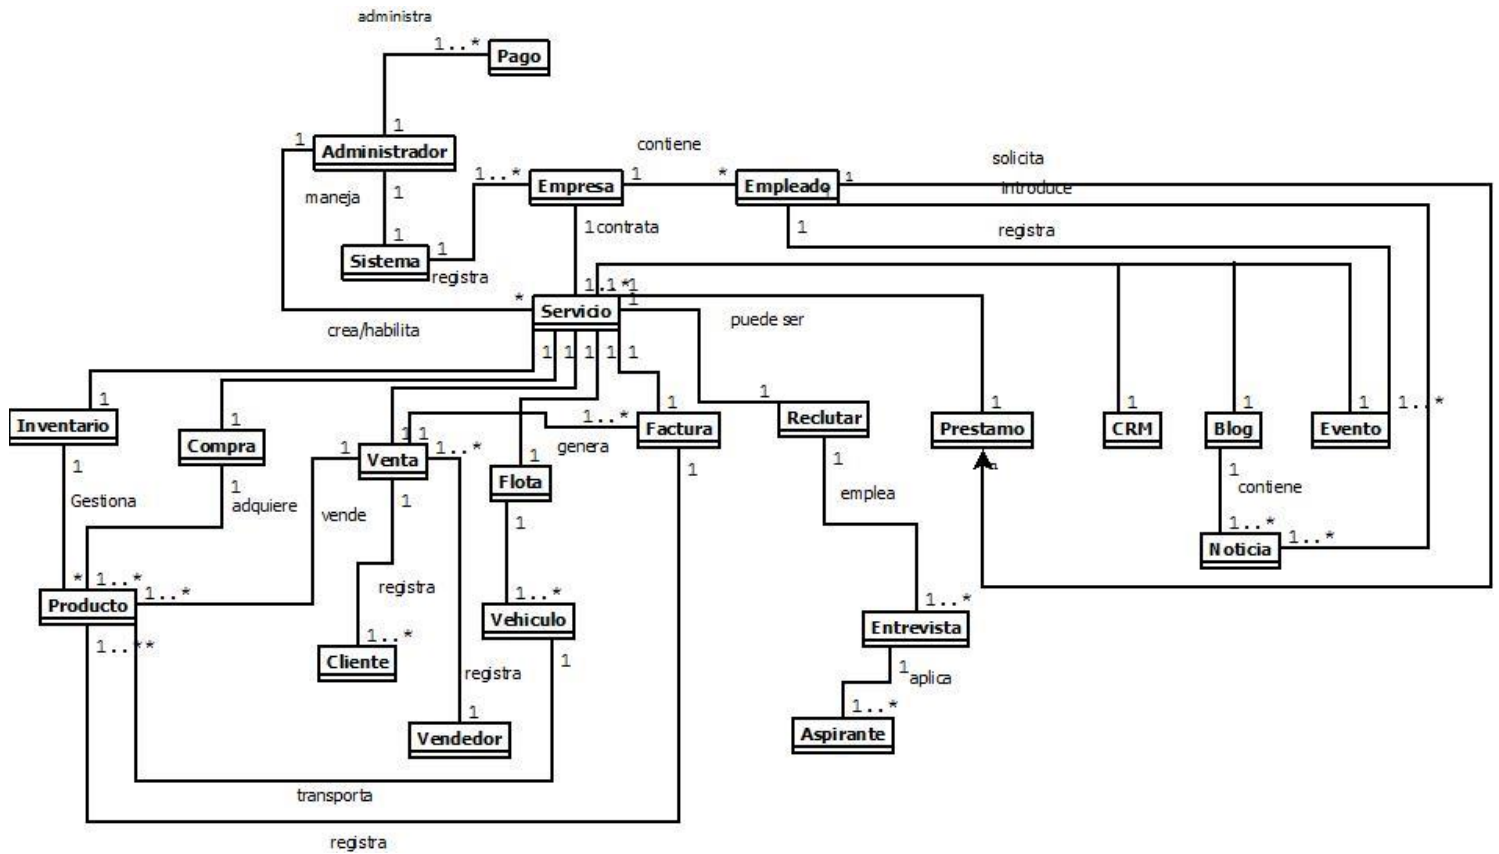 administra
1..*
Pago
1
1
Administrador
contiene
solicita
1..*
Empresa
1
*
Empleado
1
1
introduce
maneja
1
1
contrata
1
registra
1
Sistema
1
registra
1..*
1
1
*
Servicio
1
crea/habilita
puede ser
1
1
1
1
1
1
1
1
1
1
1
1
1
1..*
Inventario
Compra
1
1
1
Venta
1..*
1..*
genera
Factura
Reclutar
Prestamo
CRM
Blog
Evento
1
Gestiona
1
adquiere
vende
1
1
Flota
1
1
emplea
1
contiene
1
1..*
Noticia
1..*
*
1..*
1..*
Producto
registra
1..*
Vehiculo
1..*
Entrevista
1..**
1..*
Cliente
1
registra
1
aplica
1
Vendedor
1..*
Aspirante
transporta
registra